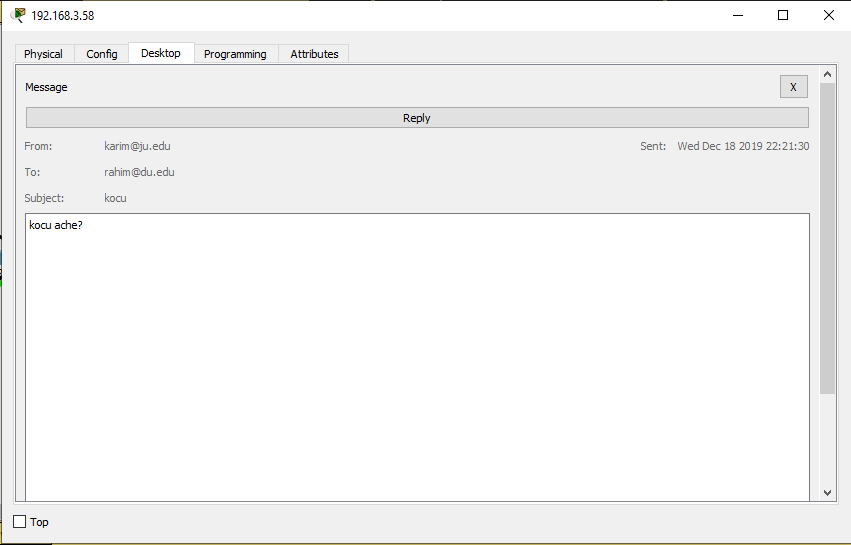 192.168.3.58
Physical Config Desktop Programming Attributes
Message X
Reply
From: karim@ju.edu Sent: Wed Dec 18 2019 22:21:30
To: rahim@du.edu
Subject: kocu
kocu ache?
Top